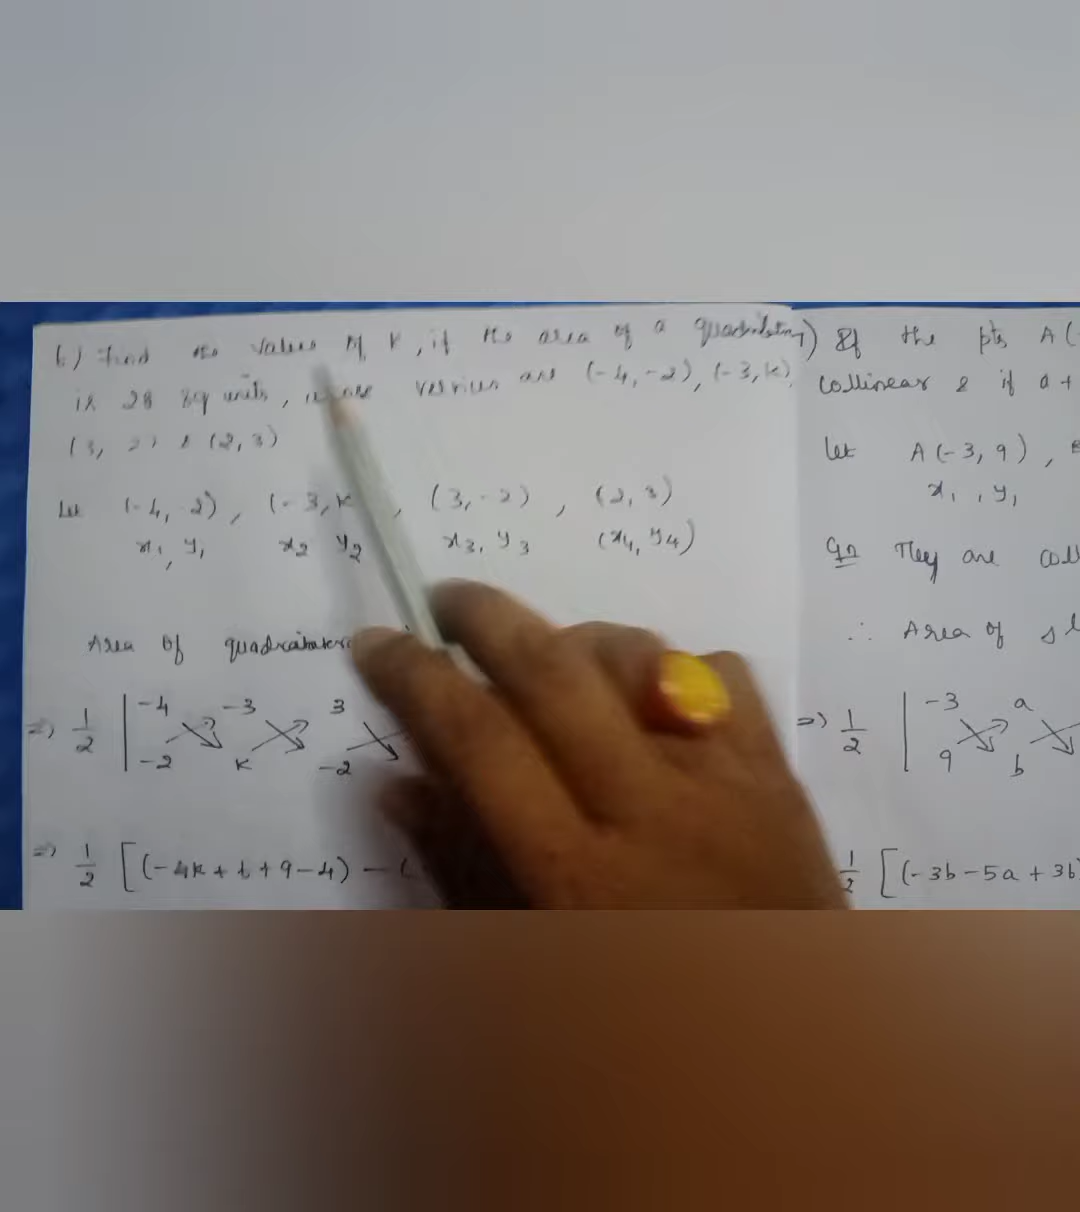 6) Find the value of k, if the area of a quadrilateral
is 28 sq units, whose vertices are (-4,-2), (-3,k),
(3, 2) & (2,3)
Let (-4, -2), (-3, k , (3, -2) , (2, 3)
x₁, y₁ x₂ y₂ x₃, y₃ (x₄, y₄)
Area of quadrilateral
=> 1/2 | -4 -3 3
-2 k -2
=> 1/2 [(-4k + 6 + 9 - 4) - (
7) If the pts A(
collinear & if a +
Let A(-3, 9) ,
x₁ , y₁
Gn They are coll
∴ Area of
=> 1/2 | -3 a
9 b
1/2 [(-3b - 5a + 3b